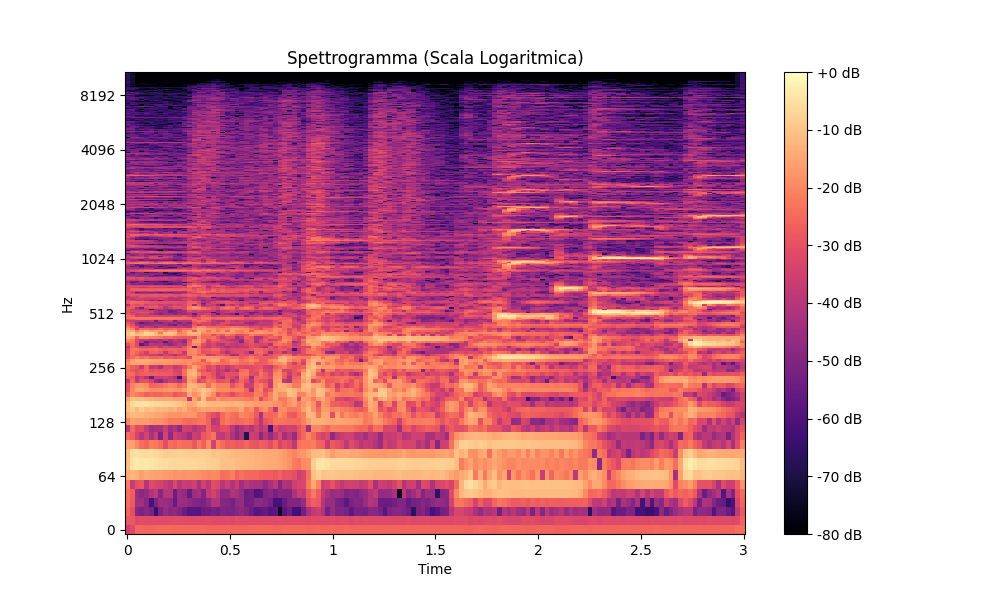 Spettrogramma (Scala Logaritmica)
Hz
8192
4096
2048
1024
512
256
128
64
0
0
0.5
1
1.5
2
2.5
3
Time
+0 dB
-10 dB
-20 dB
-30 dB
-40 dB
-50 dB
-60 dB
-70 dB
-80 dB